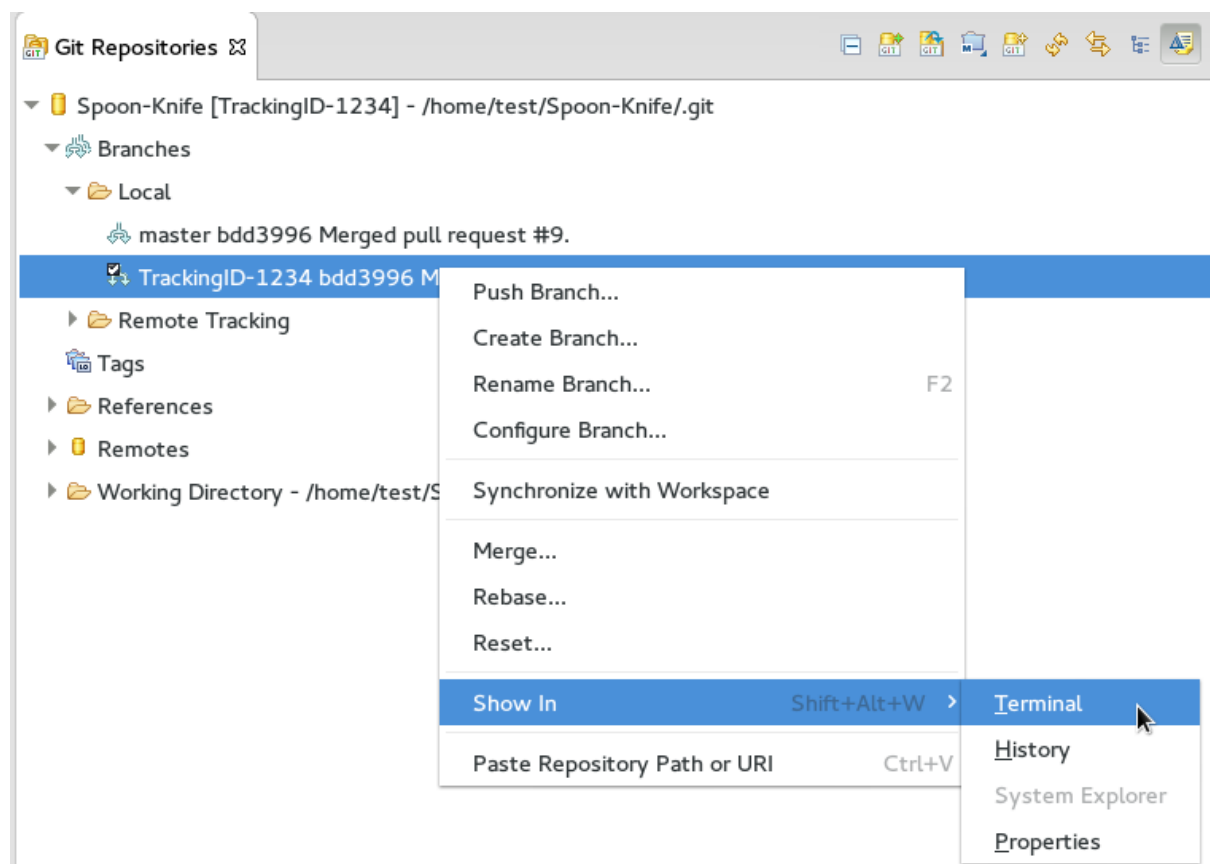 Git Repositories
Spoon-Knife [TrackingID-1234] - /home/test/Spoon-Knife/.git
Branches
Local
master bdd3996 Merged pull request #9.
TrackingID-1234 bdd3996 M
Remote Tracking
Tags
References
Remotes
Working Directory - /home/test/S
Push Branch...
Create Branch...
Rename Branch... F2
Configure Branch...
Synchronize with Workspace
Merge...
Rebase...
Reset...
Show In Shift+Alt+W
Paste Repository Path or URI Ctrl+V
Terminal
History
System Explorer
Properties